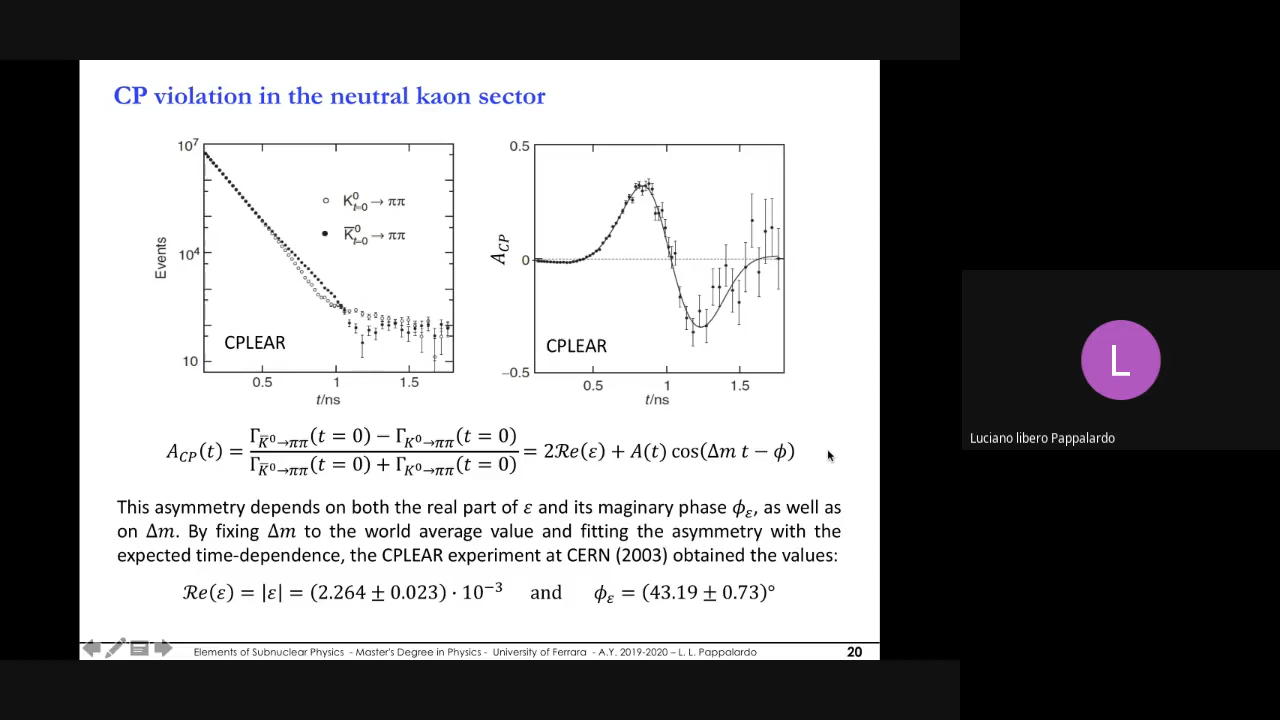 CP violation in the neutral kaon sector
10⁷
10⁴
10
Events
K⁰ₜ₌₀ → ππ
K̅⁰ₜ₌₀ → ππ
CPLEAR
0.5
1
1.5
t/ns
0.5
0
−0.5
A_CP
CPLEAR
0.5
1
1.5
t/ns
A_CP(t) = (Γ_{K̅⁰→ππ}(t = 0) − Γ_{K⁰→ππ}(t = 0)) / (Γ_{K̅⁰→ππ}(t = 0) + Γ_{K⁰→ππ}(t = 0)) = 2ℛe(ε) + A(t) cos(Δm t − ϕ)
This asymmetry depends on both the real part of ε and its maginary phase ϕ_ε, as well as
on Δm. By fixing Δm to the world average value and fitting the asymmetry with the
expected time-dependence, the CPLEAR experiment at CERN (2003) obtained the values:
ℛe(ε) = |ε| = (2.264 ± 0.023) · 10⁻³ and ϕ_ε = (43.19 ± 0.73)°
Elements of Subnuclear Physics - Master's Degree in Physics - University of Ferrara - A.Y. 2019-2020 – L. L. Pappalardo
20
L
Luciano libero Pappalardo